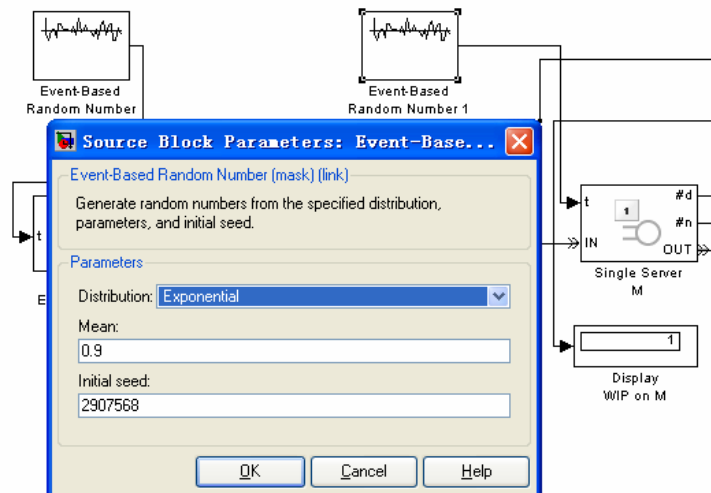 Event-Based
Random Number
Event-Based
Random Number 1
Source Block Parameters: Event-Base...
Event-Based Random Number (mask) (link)
Generate random numbers from the specified distribution,
parameters, and initial seed.
Parameters
Distribution: Exponential
Mean:
0.9
Initial seed:
2907568
OK
Cancel
Help
t
E
t
IN
1
#d
#n
OUT
Single Server
M
1
Display
WIP on M